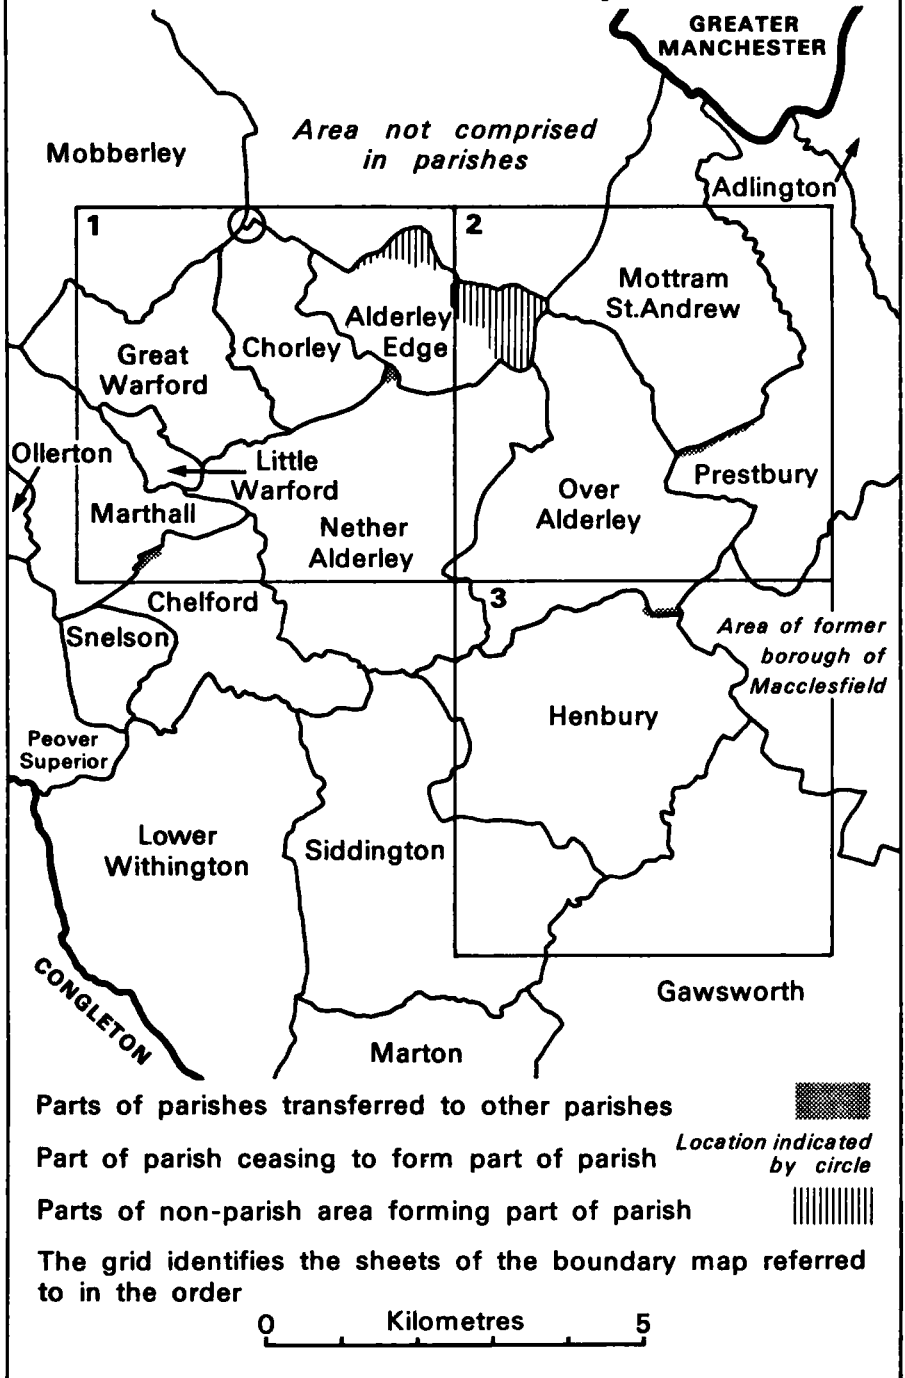 GREATER
MANCHESTER
Area not comprised
in parishes
Mobberley
Adlington
1
2
Mottram
St.Andrew
Alderley
Edge
Chorley
Great
Warford
Ollerton
Little
Warford
Prestbury
Over
Alderley
Marthall
Nether
Alderley
Chelford
3
Snelson
Area of former
borough of
Macclesfield
Henbury
Peover
Superior
Lower
Withington
Siddington
CONGLETON
Gawsworth
Marton
Parts of parishes transferred to other parishes
Part of parish ceasing to form part of parish Location indicated
by circle
Parts of non-parish area forming part of parish
The grid identifies the sheets of the boundary map referred
to in the order
Kilometres
0 5